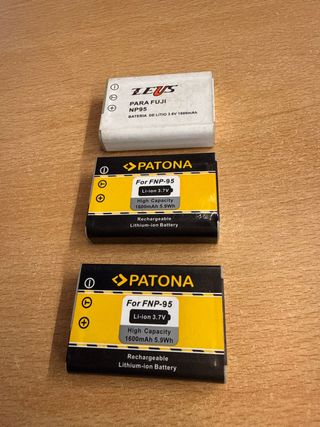 ZEUS
PARA FUJI
NP95
BATERIA DE LITIO 3.6V 1800mAh
PATONA
For FNP-95
Li-ion 3.7V
High Capacity
1600mAh 5.9Wh
Rechargeable
Lithium-ion Battery
PATONA
For FNP-95
Li-ion 3.7V
High Capacity
1600mAh 5.9Wh
Rechargeable
Lithium-ion Battery